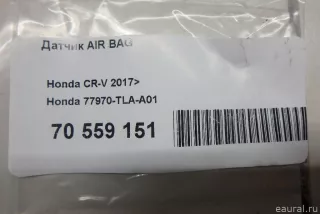 Датчик AIR BAG
Honda CR-V 2017>
Honda 77970-TLA-A01
70 559 151
eaural.ru